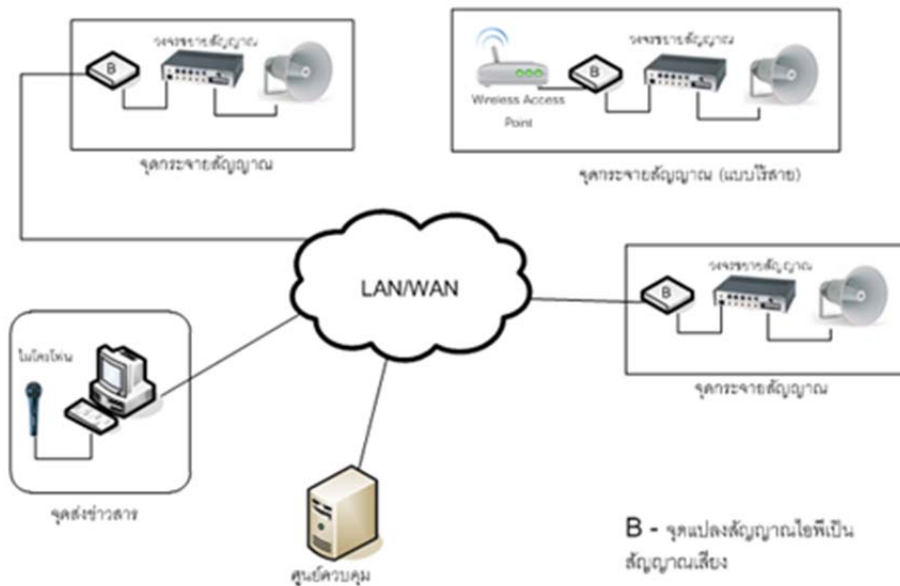 วงจรขยายสัญญาณ
B
จุดกระจายสัญญาณ
วงจรขยายสัญญาณ
B
Wireless Access
Point
จุดกระจายสัญญาณ (แบบไร้สาย)
LAN/WAN
วงจรขยายสัญญาณ
B
จุดกระจายสัญญาณ
ไมโครโฟน
จุดส่งข่าวสาร
ศูนย์ควบคุม
B - จุดแปลงสัญญาณไอพีเป็น
สัญญาณเสียง